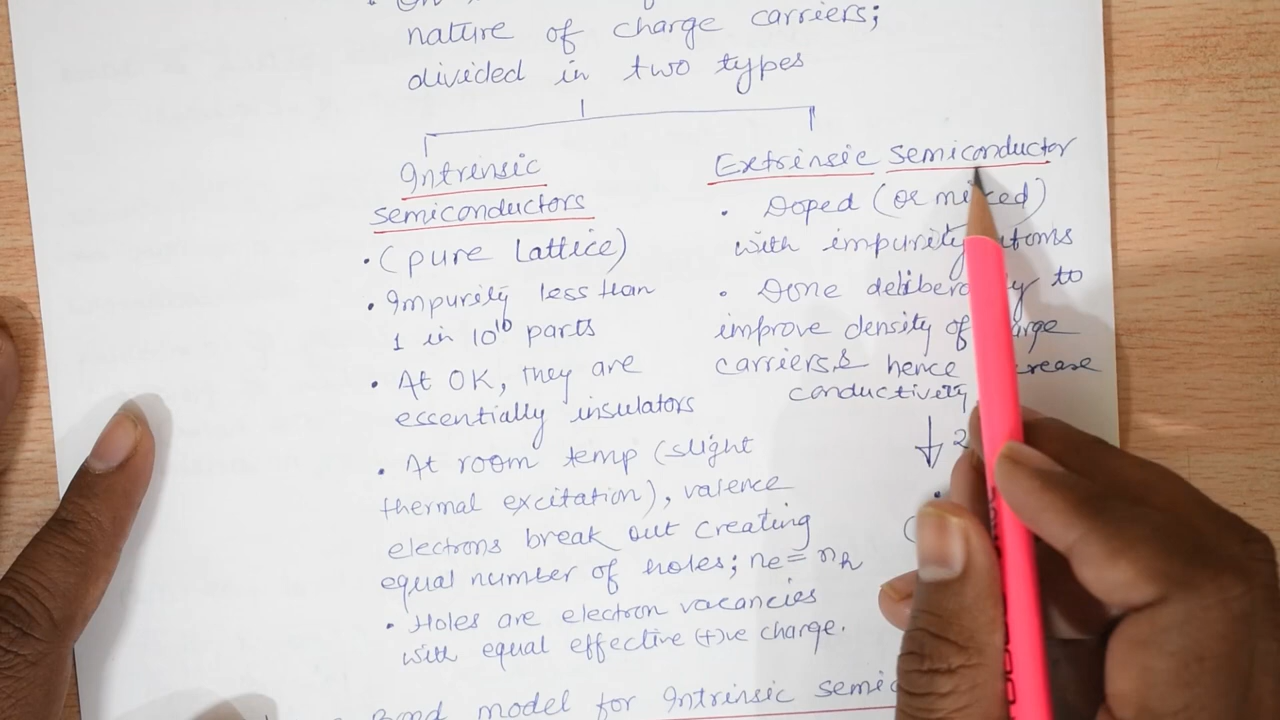 nature of charge carriers;
divided in two types
Intrinsic
semiconductors
• (pure lattice)
• Impurity less than
1 in 10¹⁰ parts
• At 0K, they are
essentially insulators
• At room temp (slight
thermal excitation), valence
electrons break out creating
equal number of holes; ne = nh
• Holes are electron vacancies
with equal effective (+)ve charge.
Extrinsic semiconductor
• Doped (or mixed)
with impurity atoms
• Done deliberately to
improve density of charge
carriers & hence increase
conductivity
Band model for Intrinsic